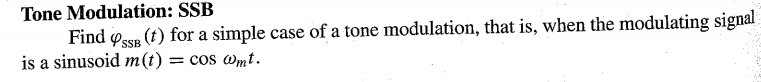 Tone Modulation: SSB
Find φSSB (t) for a simple case of a tone modulation, that is, when the modulating signal
is a sinusoid m(t) = cos ωmt.